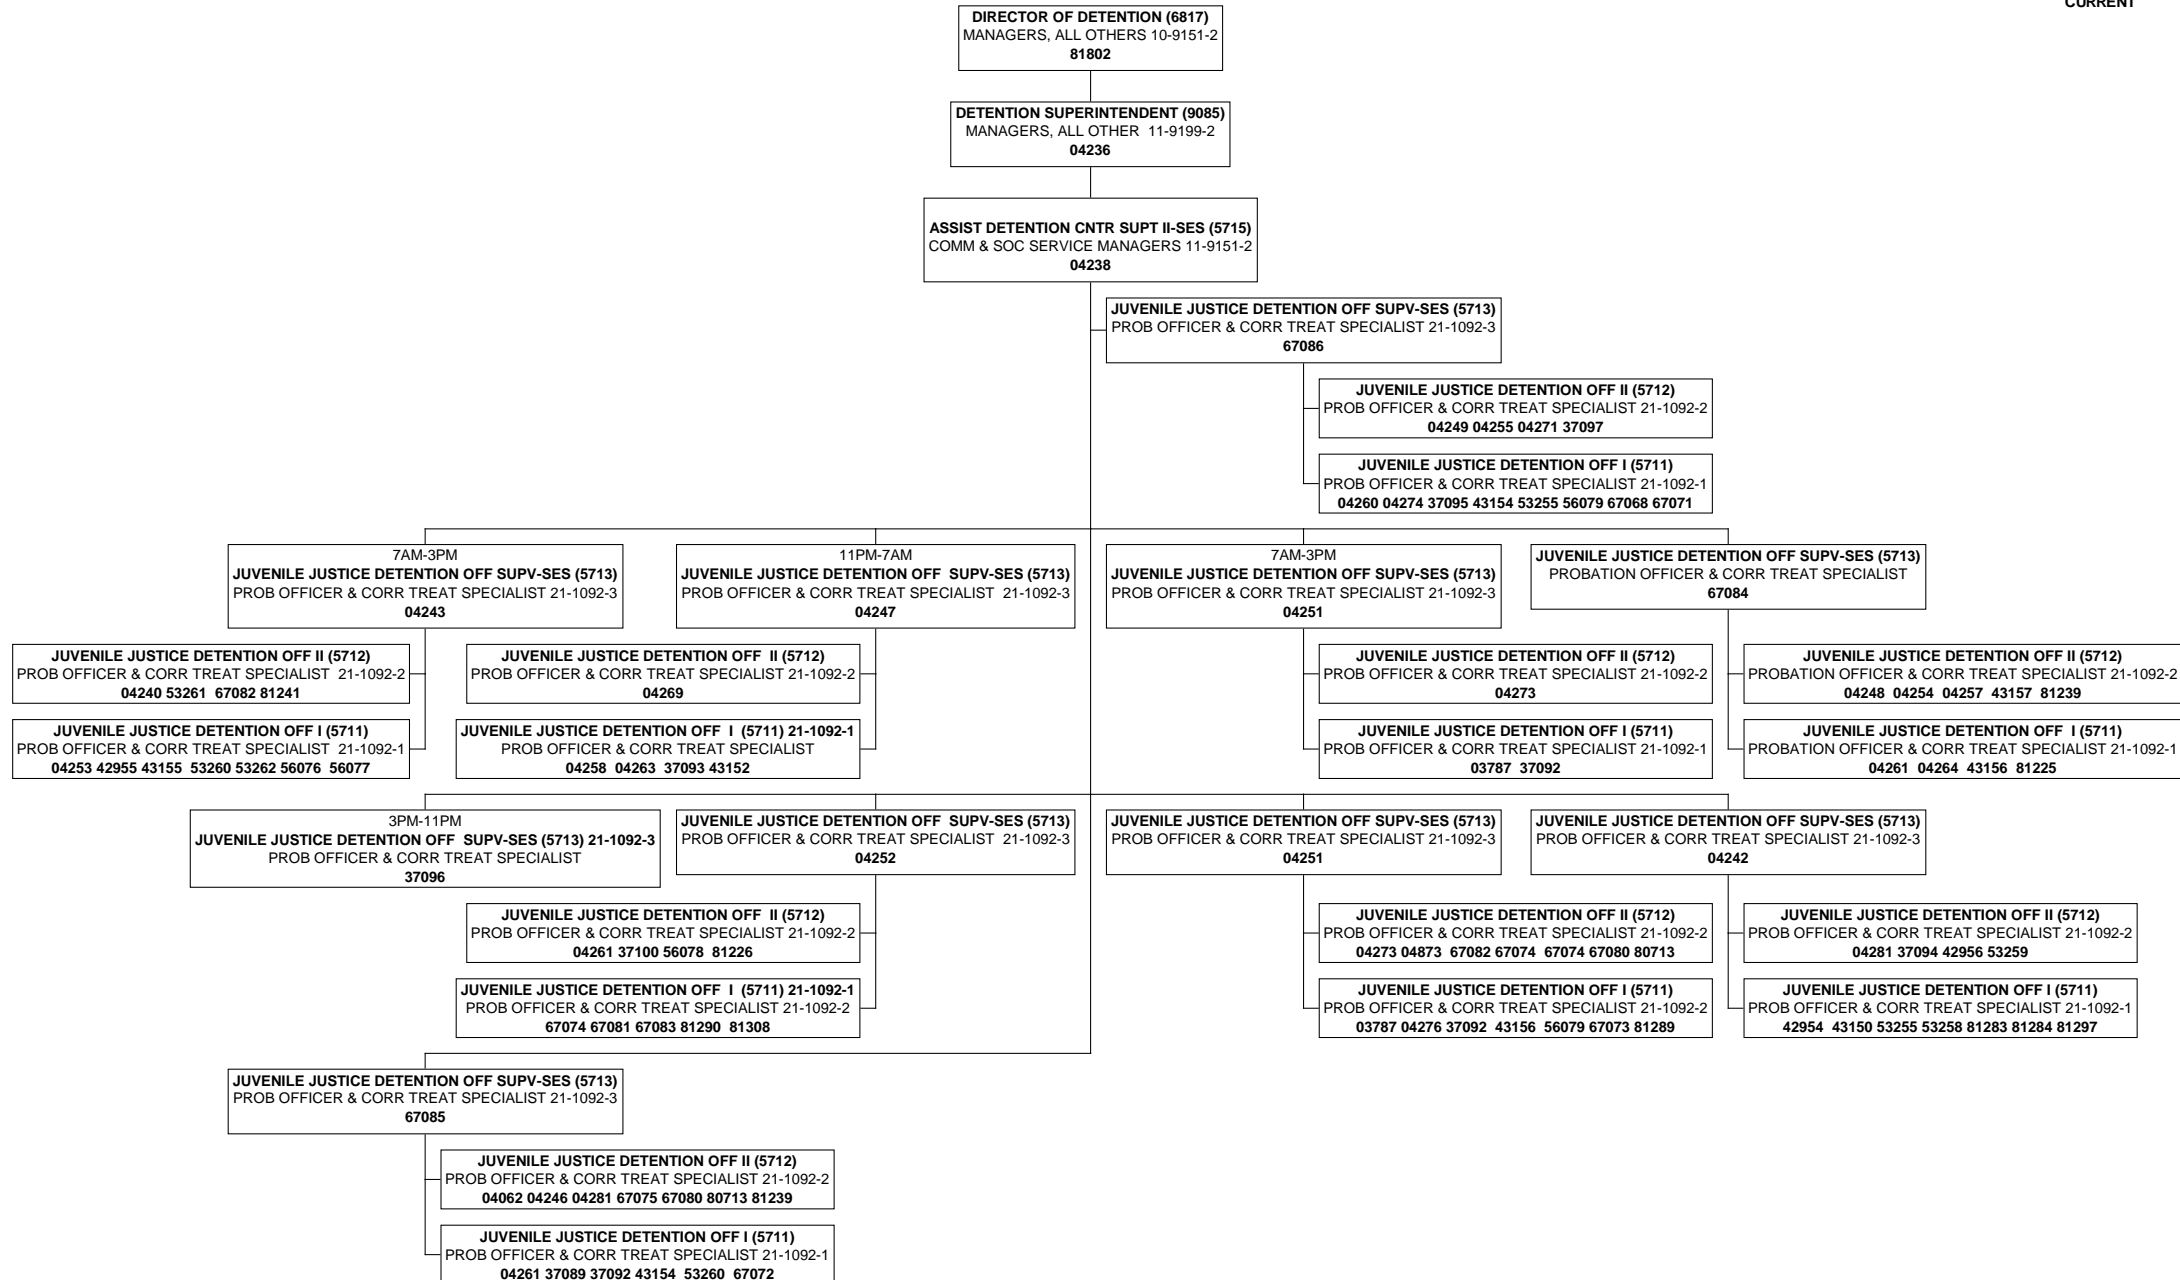 CURRENT
DIRECTOR OF DETENTION (6817)
MANAGERS, ALL OTHERS 10-9151-2
81802
DETENTION SUPERINTENDENT (9085)
MANAGERS, ALL OTHER  11-9199-2
04236
ASSIST DETENTION CNTR SUPT II-SES (5715)
COMM & SOC SERVICE MANAGERS 11-9151-2
04238
JUVENILE JUSTICE DETENTION OFF SUPV-SES (5713)
PROB OFFICER & CORR TREAT SPECIALIST 21-1092-3
67086
JUVENILE JUSTICE DETENTION OFF II (5712)
PROB OFFICER & CORR TREAT SPECIALIST 21-1092-2
04249 04255 04271 37097
JUVENILE JUSTICE DETENTION OFF I (5711)
PROB OFFICER & CORR TREAT SPECIALIST 21-1092-1
04260 04274 37095 43154 53255 56079 67068 67071
7AM-3PM
JUVENILE JUSTICE DETENTION OFF SUPV-SES (5713)
PROB OFFICER & CORR TREAT SPECIALIST 21-1092-3
04243
JUVENILE JUSTICE DETENTION OFF II (5712)
PROB OFFICER & CORR TREAT SPECIALIST  21-1092-2
04240 53261  67082 81241
JUVENILE JUSTICE DETENTION OFF I (5711)
PROB OFFICER & CORR TREAT SPECIALIST  21-1092-1
04253 42955 43155  53260 53262 56076  56077
11PM-7AM
JUVENILE JUSTICE DETENTION OFF  SUPV-SES (5713)
PROB OFFICER & CORR TREAT SPECIALIST  21-1092-3
04247
JUVENILE JUSTICE DETENTION OFF  II (5712)
PROB OFFICER & CORR TREAT SPECIALIST 21-1092-2
04269
JUVENILE JUSTICE DETENTION OFF  I  (5711) 21-1092-1
PROB OFFICER & CORR TREAT SPECIALIST
04258  04263  37093 43152
7AM-3PM
JUVENILE JUSTICE DETENTION OFF SUPV-SES (5713)
PROB OFFICER & CORR TREAT SPECIALIST 21-1092-3
04251
JUVENILE JUSTICE DETENTION OFF II (5712)
PROB OFFICER & CORR TREAT SPECIALIST 21-1092-2
04273
JUVENILE JUSTICE DETENTION OFF I (5711)
PROB OFFICER & CORR TREAT SPECIALIST 21-1092-1
03787  37092
JUVENILE JUSTICE DETENTION OFF SUPV-SES (5713)
PROBATION OFFICER & CORR TREAT SPECIALIST
67084
JUVENILE JUSTICE DETENTION OFF II (5712)
PROBATION OFFICER & CORR TREAT SPECIALIST 21-1092-2
04248  04254  04257  43157  81239
JUVENILE JUSTICE DETENTION OFF  I (5711)
PROBATION OFFICER & CORR TREAT SPECIALIST 21-1092-1
04261  04264  43156  81225
3PM-11PM
JUVENILE JUSTICE DETENTION OFF  SUPV-SES (5713) 21-1092-3
PROB OFFICER & CORR TREAT SPECIALIST
37096
JUVENILE JUSTICE DETENTION OFF  SUPV-SES (5713)
PROB OFFICER & CORR TREAT SPECIALIST  21-1092-3
04252
JUVENILE JUSTICE DETENTION OFF  II (5712)
PROB OFFICER & CORR TREAT SPECIALIST 21-1092-2
04261 37100 56078  81226
JUVENILE JUSTICE DETENTION OFF  I  (5711) 21-1092-1
PROB OFFICER & CORR TREAT SPECIALIST 21-1092-2
67074 67081 67083 81290  81308
JUVENILE JUSTICE DETENTION OFF SUPV-SES (5713)
PROB OFFICER & CORR TREAT SPECIALIST 21-1092-3
04251
JUVENILE JUSTICE DETENTION OFF II (5712)
PROB OFFICER & CORR TREAT SPECIALIST 21-1092-2
04273 04873  67082 67074  67074 67080 80713
JUVENILE JUSTICE DETENTION OFF I (5711)
PROB OFFICER & CORR TREAT SPECIALIST 21-1092-2
03787 04276 37092  43156  56079 67073 81289
JUVENILE JUSTICE DETENTION OFF SUPV-SES (5713)
PROB OFFICER & CORR TREAT SPECIALIST 21-1092-3
04242
JUVENILE JUSTICE DETENTION OFF II (5712)
PROB OFFICER & CORR TREAT SPECIALIST 21-1092-2
04281 37094 42956 53259
JUVENILE JUSTICE DETENTION OFF I (5711)
PROB OFFICER & CORR TREAT SPECIALIST 21-1092-1
42954  43150 53255 53258 81283 81284 81297
JUVENILE JUSTICE DETENTION OFF SUPV-SES (5713)
PROB OFFICER & CORR TREAT SPECIALIST 21-1092-3
67085
JUVENILE JUSTICE DETENTION OFF II (5712)
PROB OFFICER & CORR TREAT SPECIALIST 21-1092-2
04062 04246 04281 67075 67080 80713 81239
JUVENILE JUSTICE DETENTION OFF I (5711)
PROB OFFICER & CORR TREAT SPECIALIST 21-1092-1
04261 37089 37092 43154  53260  67072